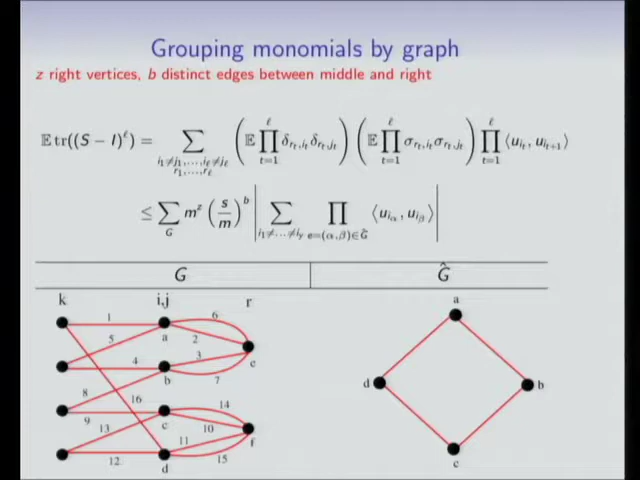 Grouping monomials by graph
z right vertices, b distinct edges between middle and right
𝔼 tr((S − I)^ℓ) = ∑_{i₁≠j₁,...,i_ℓ≠j_ℓ r₁,...,r_ℓ} (𝔼 ∏_{t=1}^{ℓ} δ_{r_t,i_t} δ_{r_t,j_t}) (𝔼 ∏_{t=1}^{ℓ} σ_{r_t,i_t} σ_{r_t,j_t}) ∏_{t=1}^{ℓ} ⟨u_{i_t}, u_{i_{t+1}}⟩
≤ ∑_G m^z (s/m)^b |∑_{i₁≠...≠i_y} ∏_{e=(α,β)∈Ĝ} ⟨u_{i_α}, u_{i_β}⟩|
G Ĝ
k i,j r
1 6
5 a 2
4 3 e
b 7
8 16 14
9 13 c 10
11 f
12 d 15
a
d b
c